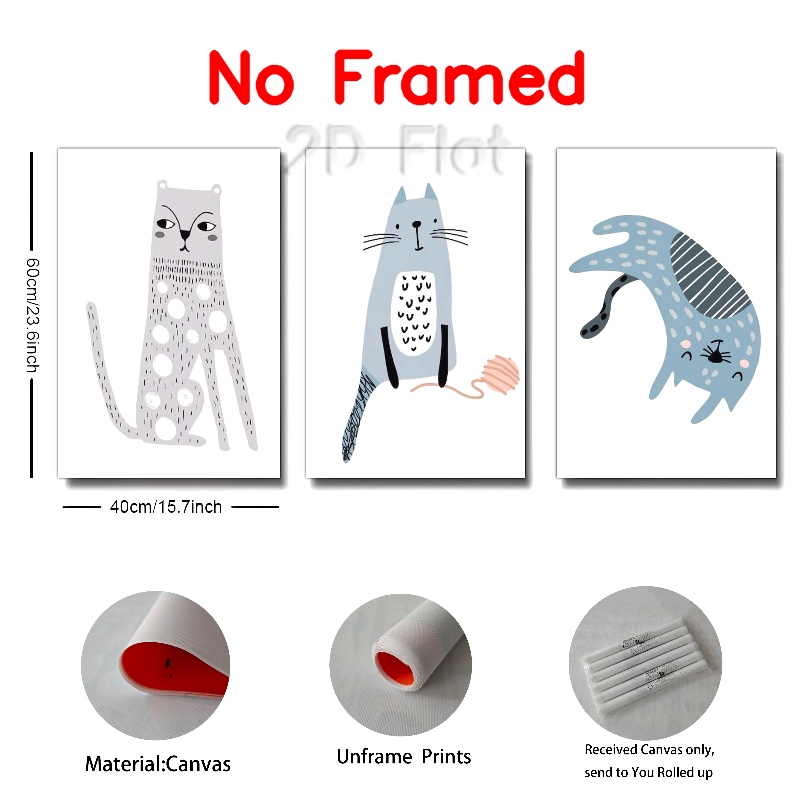 No Framed
2D Flat
60cm/23.6inch
40cm/15.7inch
Material:Canvas
Unframe Prints
Received Canvas only,
send to You Rolled up